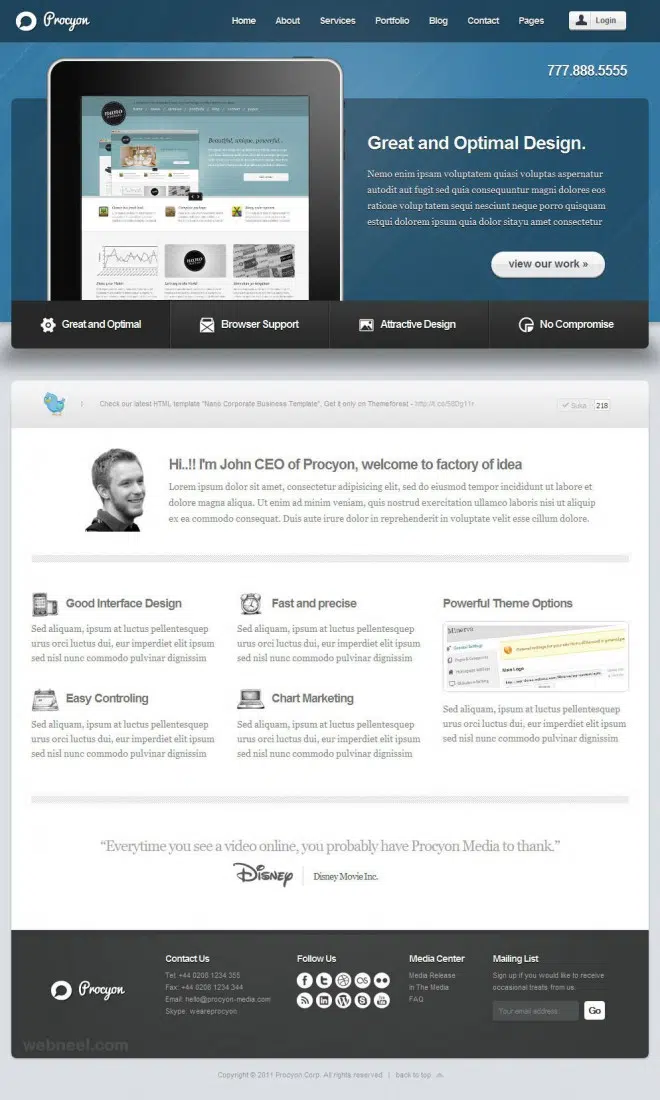 Procyon
Home About Services Portfolio Blog Contact Pages Login
777.888.5555
nano
Beautiful, unique, powerful..
Great and Optimal Design.
Nemo enim ipsam voluptatem quasi voluptas aspernatur
autodit aut fugit sed quia consequuntur magni dolores eos
ratione volup tatem sequi nesciunt neque porro quisquam
estqui dolorem ipsum quia dolor sitayu amet consectetur
view our work »
Great and Optimal Browser Support Attractive Design No Compromise
Check our latest HTML template "Nano Corporate Business Template", Get it only on Themeforest -
218
Hi..!! I'm John CEO of Procyon, welcome to factory of idea
Lorem ipsum dolor sit amet, consectetur adipisicing elit, sed do eiusmod tempor incididunt ut labore et
dolore magna aliqua. Ut enim ad minim veniam, quis nostrud exercitation ullamco laboris nisi ut aliquip
ex ea commodo consequat. Duis aute irure dolor in reprehenderit in voluptate velit esse cillum dolore.
Good Interface Design
Sed aliquam, ipsum at luctus pellentesquep
urus orci luctus dui, eur imperdiet elit ipsum
sed nisl nunc commodo pulvinar dignissim
Fast and precise
Sed aliquam, ipsum at luctus pellentesquep
urus orci luctus dui, eur imperdiet elit ipsum
sed nisl nunc commodo pulvinar dignissim
Powerful Theme Options
Minervo
General Settings
New Logo
Sed aliquam, ipsum at luctus pellentesquep
urus orci luctus dui, eur imperdiet elit ipsum
sed nisl nunc commodo pulvinar dignissim
Easy Controling
Sed aliquam, ipsum at luctus pellentesquep
urus orci luctus dui, eur imperdiet elit ipsum
sed nisl nunc commodo pulvinar dignissim
Chart Marketing
Sed aliquam, ipsum at luctus pellentesquep
urus orci luctus dui, eur imperdiet elit ipsum
sed nisl nunc commodo pulvinar dignissim
“Everytime you see a video online, you probably have Procyon Media to thank.”
Disney Disney Movie Inc.
Procyon
Contact Us
Tel: +44 0208 1234 355
Fax: +44 0208 1234 344
Email: hello@procyon-media.com
Skype: weareprocyon
Follow Us
Media Center
Media Release
In The Media
FAQ
Mailing List
Sign up if you would like to receive
occasional treats from us.
Your email address.
Go
webneel.com
Copyright © 2011 Procyon Corp. All rights reserved | back to top